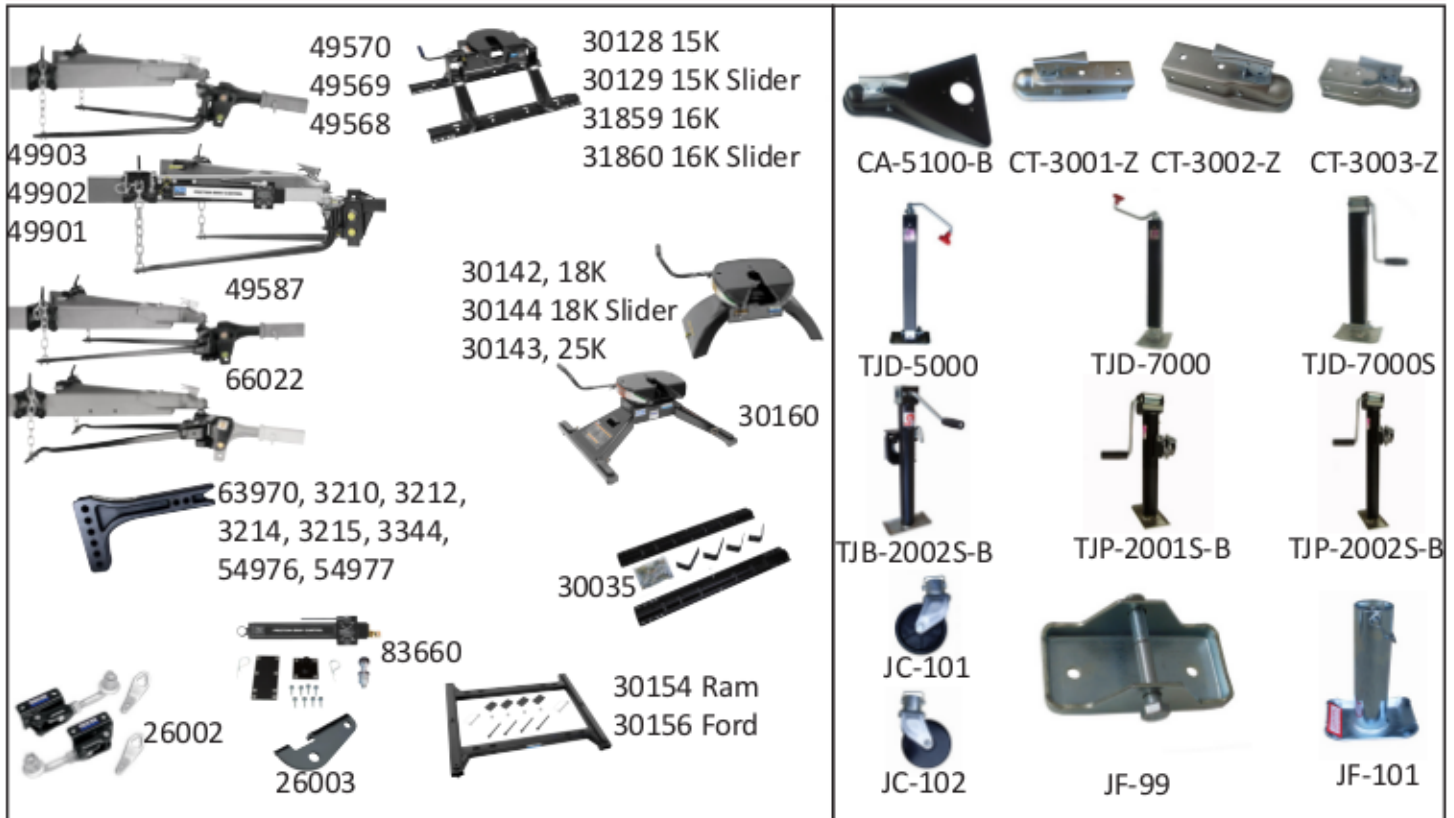 49570
49569
49568
30128 15K
30129 15K Slider
31859 16K
31860 16K Slider
49903
49902
49901
49587
30142, 18K
30144 18K Slider
30143, 25K
66022
30160
63970, 3210, 3212,
3214, 3215, 3344,
54976, 54977
30035
83660
26002
26003
30154 Ram
30156 Ford
CA-5100-B
CT-3001-Z
CT-3002-Z
CT-3003-Z
TJD-5000
TJD-7000
TJD-7000S
TJB-2002S-B
TJP-2001S-B
TJP-2002S-B
JC-101
JC-102
JF-99
JF-101